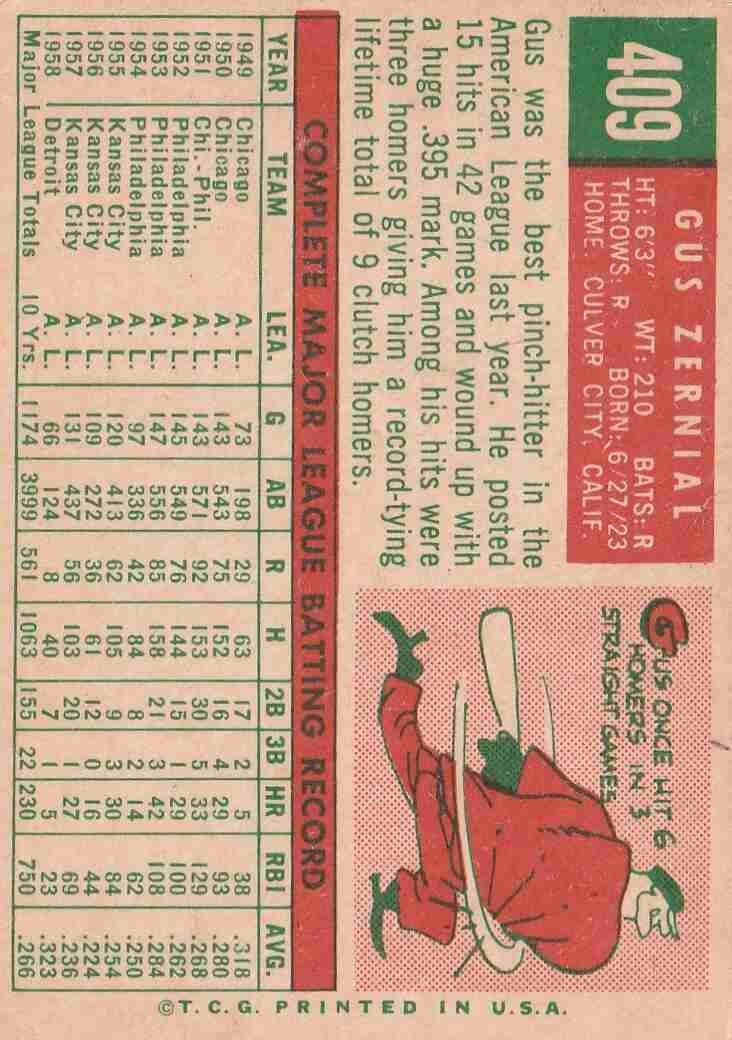 409
GUS ZERNIAL
HT: 6'3" WT: 210 BATS: R
THROWS: R BORN: 6/27/23
HOME: CULVER CITY, CALIF.
Gus was the best pinch-hitter in the
American League last year. He posted
15 hits in 42 games and wound up with
a huge .395 mark. Among his hits were
three homers giving him a record-tying
lifetime total of 9 clutch homers.
GUS ONCE HIT 6
HOMERS IN 3
STRAIGHT GAMES
COMPLETE MAJOR LEAGUE BATTING RECORD
YEAR TEAM LEA. G AB R H 2B 3B HR RBI AVG.
1949 Chicago A. L. 73 198 29 63 17 2 5 38 .318
1950 Chicago A. L. 143 543 75 152 16 4 29 93 .280
1951 Chi.-Phil. A. L. 143 571 92 153 30 5 33 129 .268
1952 Philadelphia A. L. 145 549 76 144 15 1 29 100 .262
1953 Philadelphia A. L. 147 556 85 158 21 3 42 108 .284
1954 Philadelphia A. L. 97 336 42 84 8 2 14 62 .250
1955 Kansas City A. L. 120 413 62 105 9 3 30 84 .254
1956 Kansas City A. L. 109 272 36 61 12 0 16 44 .224
1957 Kansas City A. L. 131 437 56 103 20 1 27 69 .236
1958 Detroit A. L. 66 124 8 40 7 1 5 23 .323
Major League Totals 10 Yrs. 1174 3999 561 1063 155 22 230 750 .266
©T.C.G. PRINTED IN U.S.A.